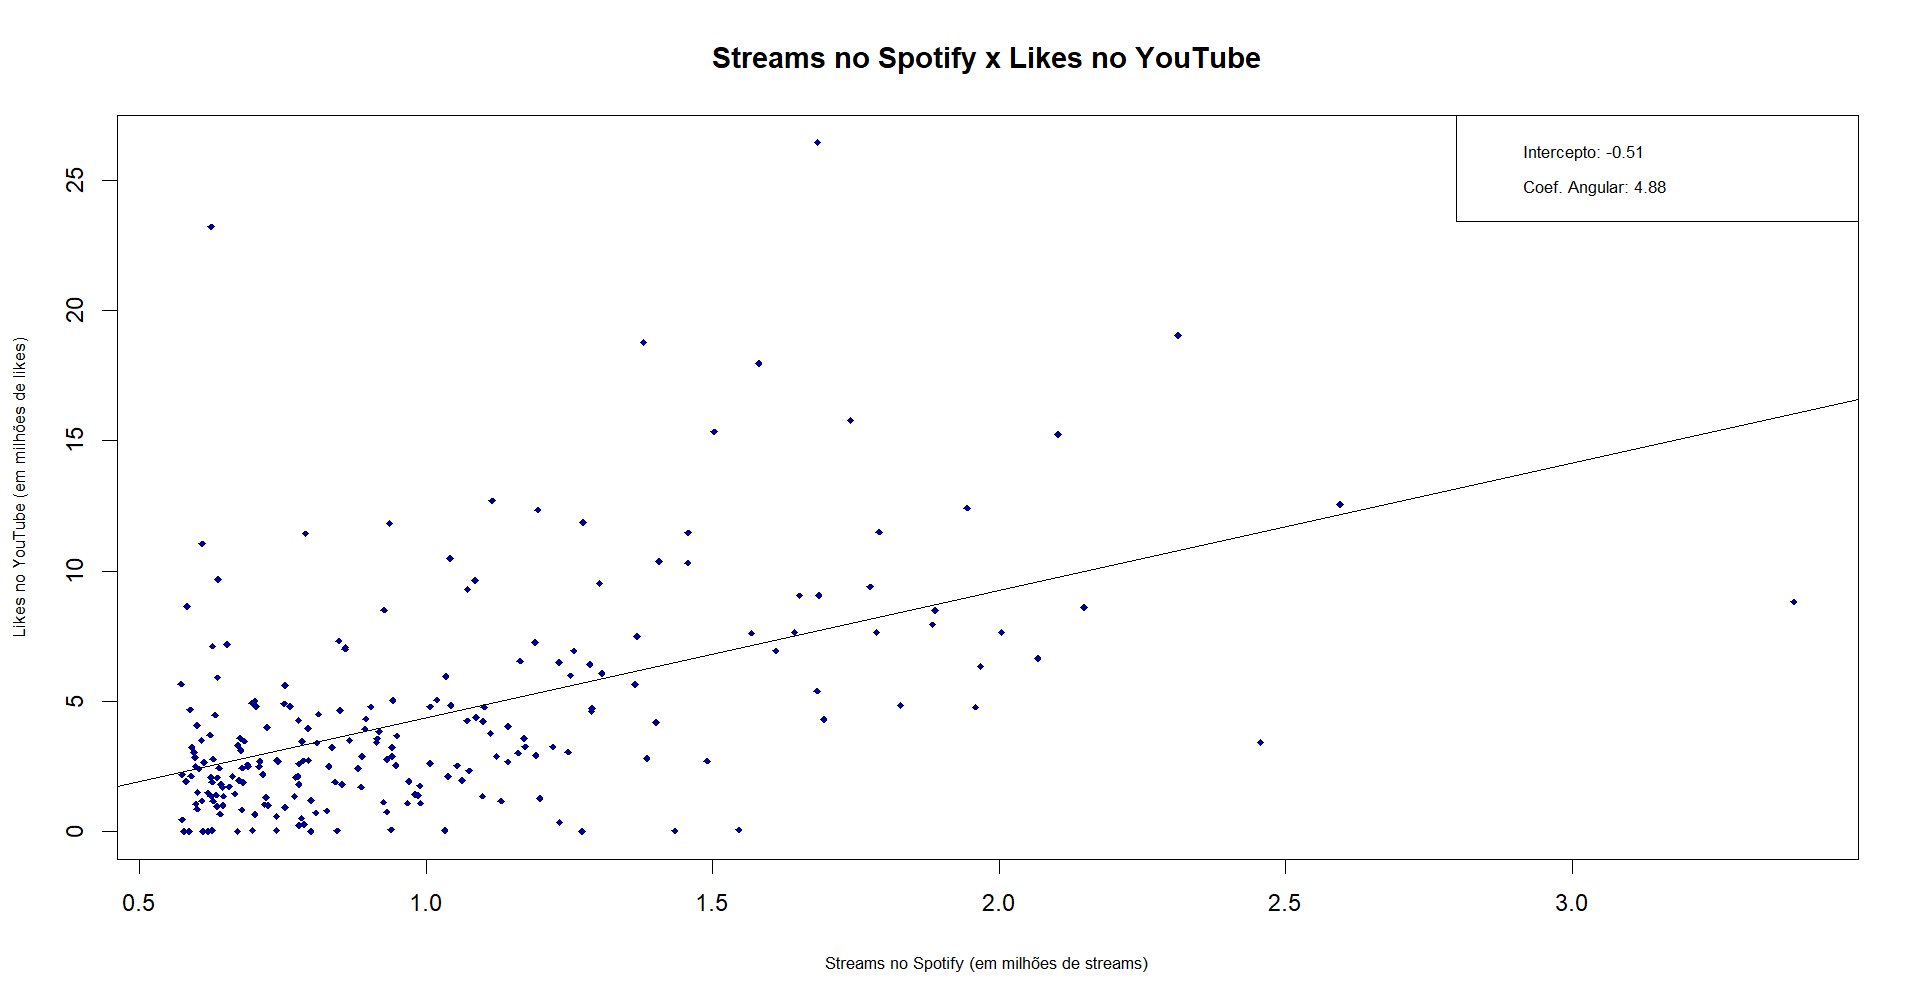 Streams no Spotify x Likes no YouTube
Intercepto: -0.51
Coef. Angular: 4.88
Likes no YouTube (em milhões de likes)
25
20
15
10
5
0
0.5 1.0 1.5 2.0 2.5 3.0
Streams no Spotify (em milhões de streams)